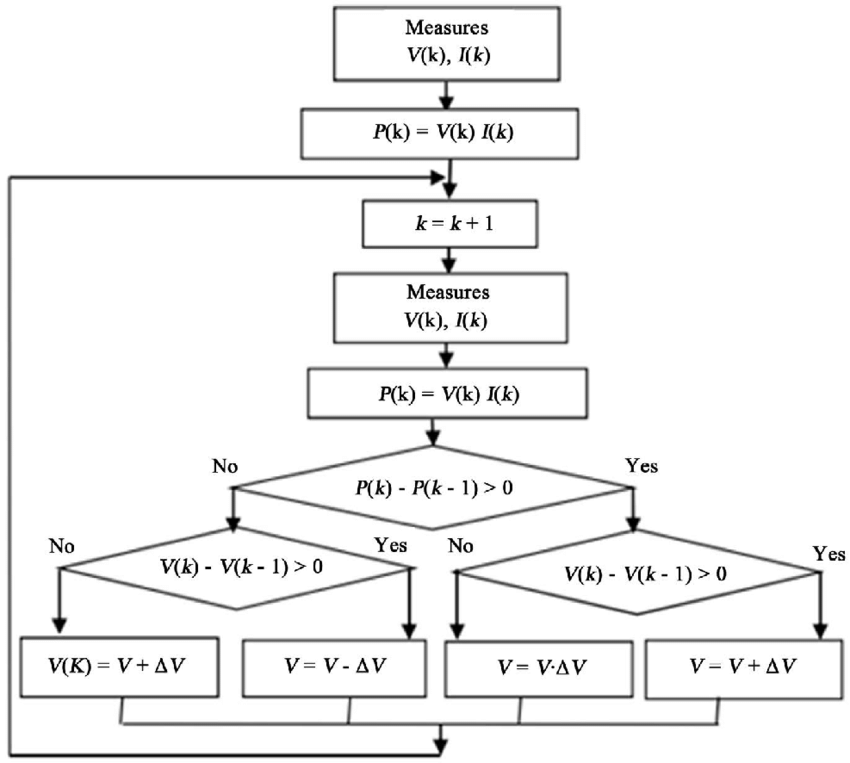 Measures
V(k), I(k)
P(k) = V(k) I(k)
k = k + 1
Measures
V(k), I(k)
P(k) = V(k) I(k)
No
Yes
P(k) - P(k - 1) > 0
No
Yes
No
Yes
V(k) - V(k - 1) > 0
V(k) - V(k - 1) > 0
V(K) = V + ΔV
V = V - ΔV
V = V·ΔV
V = V + ΔV